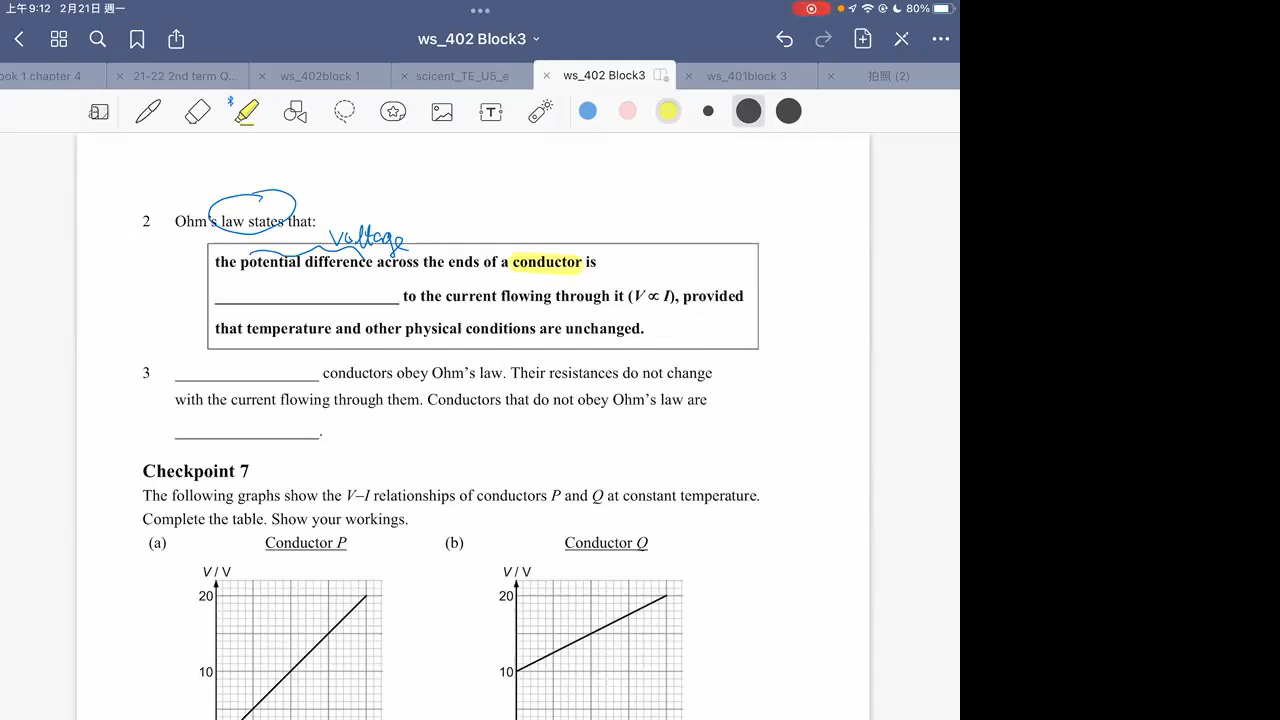 上午9:12 2月21日 週一
80%
ws_402 Block3
ook 1 chapter 4
21-22 2nd term Q...
ws_402block 1
scicent_TE_U5_e
ws_402 Block3
ws_401block 3
拍照 (2)
2 Ohm's law states that:
voltage
the potential difference across the ends of a conductor is
____________________ to the current flowing through it (V ∝ I), provided
that temperature and other physical conditions are unchanged.
3 ________________ conductors obey Ohm's law. Their resistances do not change
with the current flowing through them. Conductors that do not obey Ohm's law are
________________.
Checkpoint 7
The following graphs show the V–I relationships of conductors P and Q at constant temperature.
Complete the table. Show your workings.
(a) Conductor P (b) Conductor Q
V / V V / V
20 20
10 10